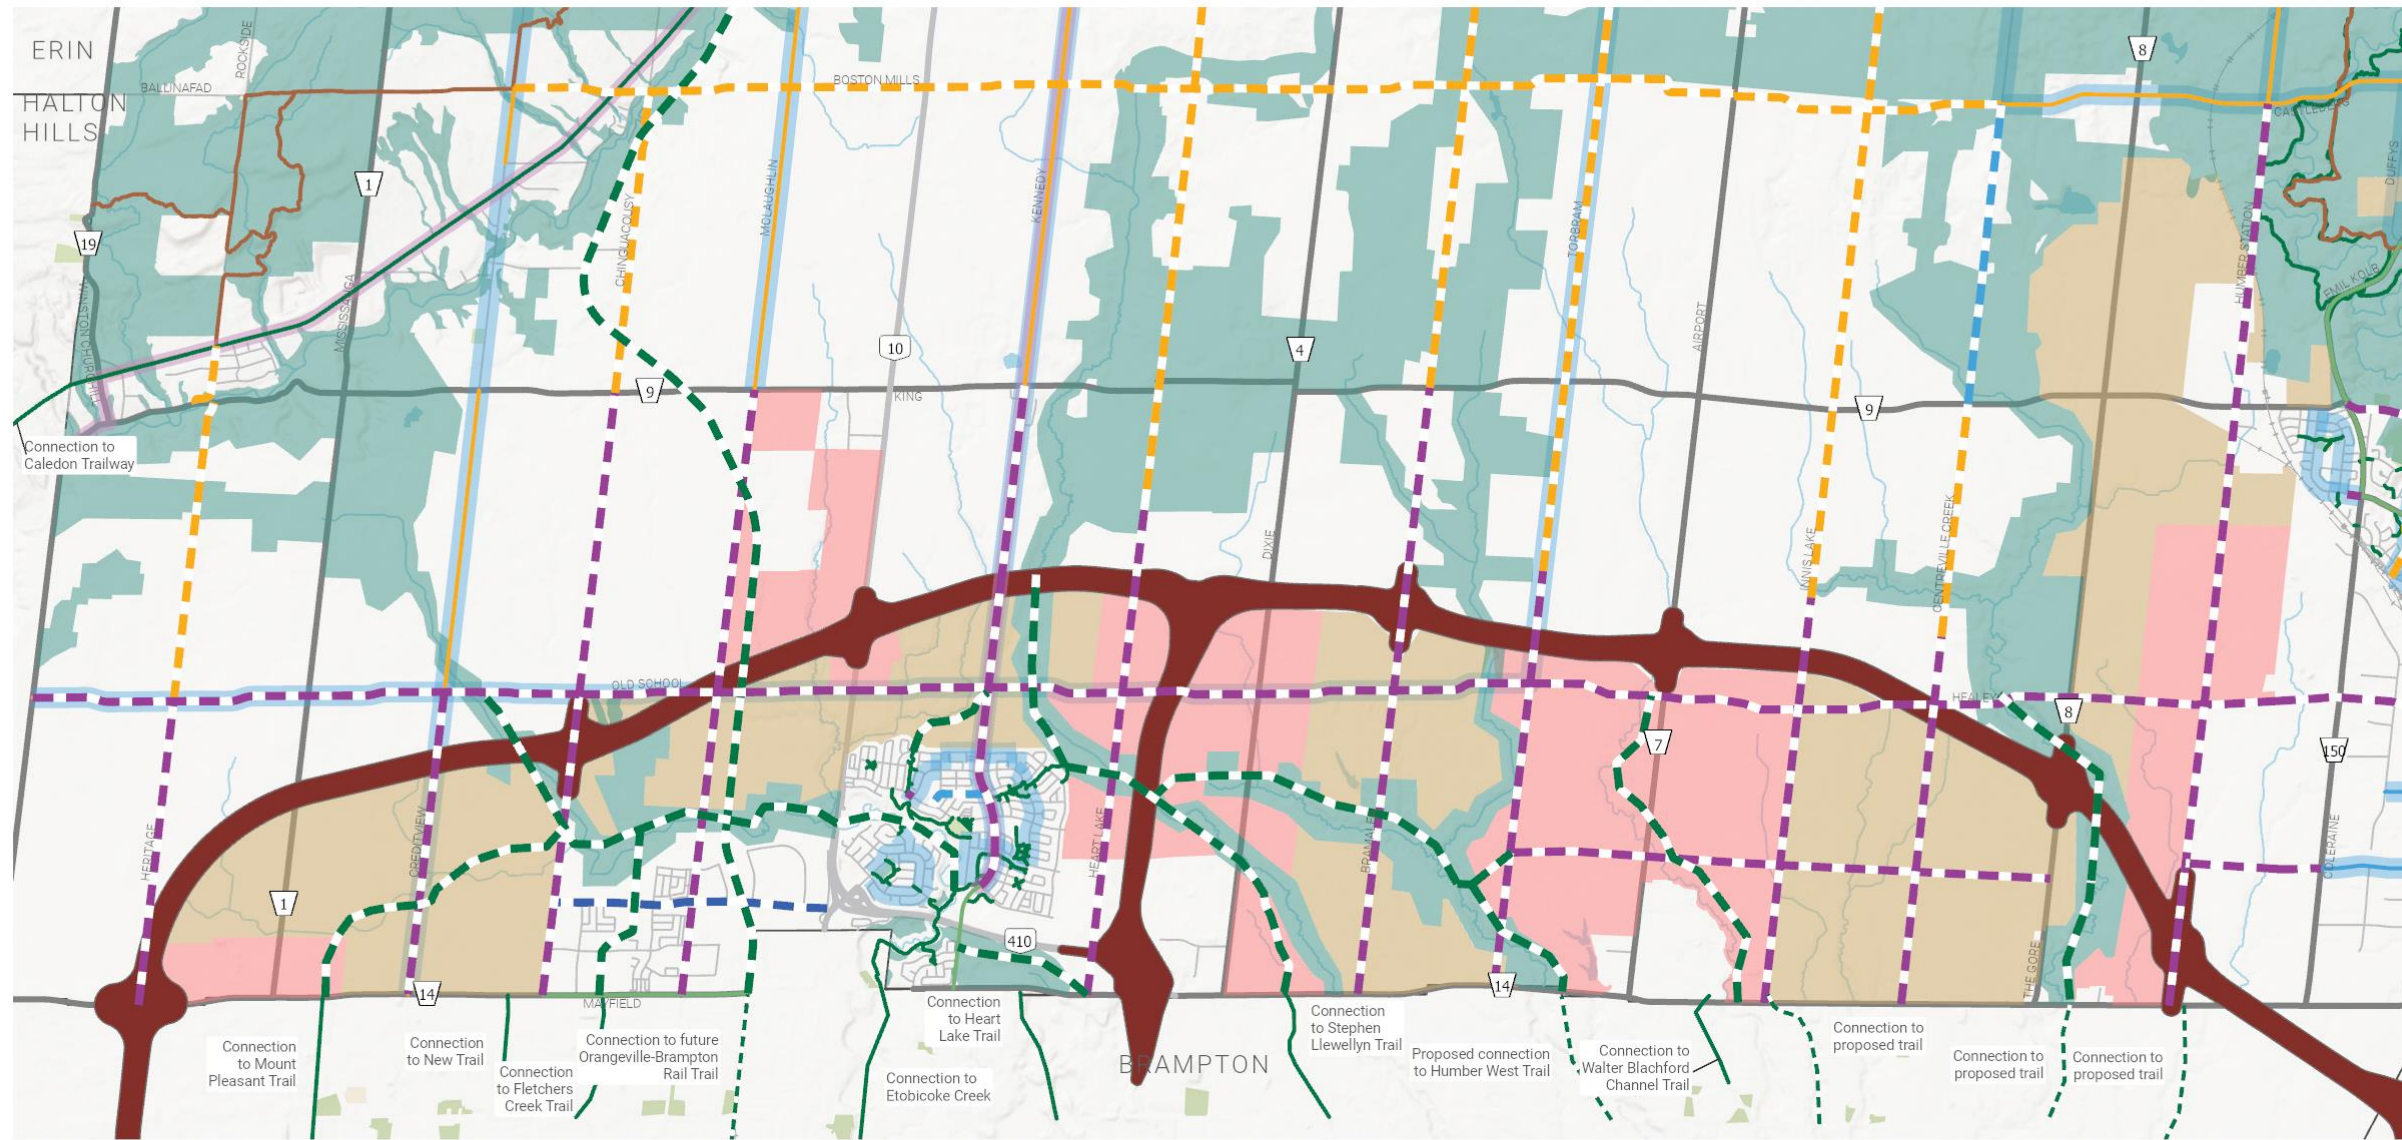 ERIN
ROCKSIDE
BALLINAFAD
HALTON
HILLS
BOSTON MILLS
8
CASTLEDERG
DUFFYS
1
MCLAUGHLIN
KENNEDY
CHINGUACOUSY
TORBRAM
HUMBER STATION
19
EMIL KOLB
WINSTON CHURCHILL
MISSISSAUGA
AIRPORT
10
4
9
KING
9
Connection to
Caledon Trailway
DIXIE
INNIS LAKE
CENTREVILLE CREEK
OLD SCHOOL
HEALEY
8
7
150
HERITAGE
CREDITVIEW
HEART LAKE
BRAMALEA
COLERAINE
1
410
THE GORE
14
MAYFIELD
14
Connection
to Mount
Pleasant Trail
Connection
to New Trail
Connection
to Fletchers
Creek Trail
Connection to future
Orangeville-Brampton
Rail Trail
Connection
to Heart
Lake Trail
Connection to
Etobicoke Creek
BRAMPTON
Connection
to Stephen
Llewellyn Trail
Proposed connection
to Humber West Trail
Connection to
Walter Blachford
Channel Trail
Connection to
proposed trail
Connection to
proposed trail
Connection to
proposed trail